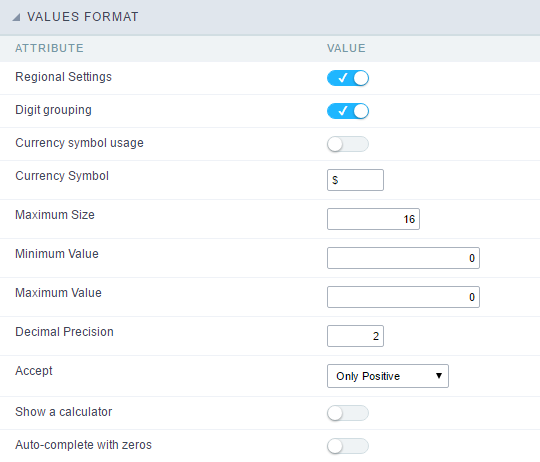 VALUES FORMAT
ATTRIBUTE VALUE
Regional Settings
Digit grouping
Currency symbol usage
Currency Symbol $
Maximum Size 16
Minimum Value 0
Maximum Value 0
Decimal Precision 2
Accept Only Positive
Show a calculator
Auto-complete with zeros